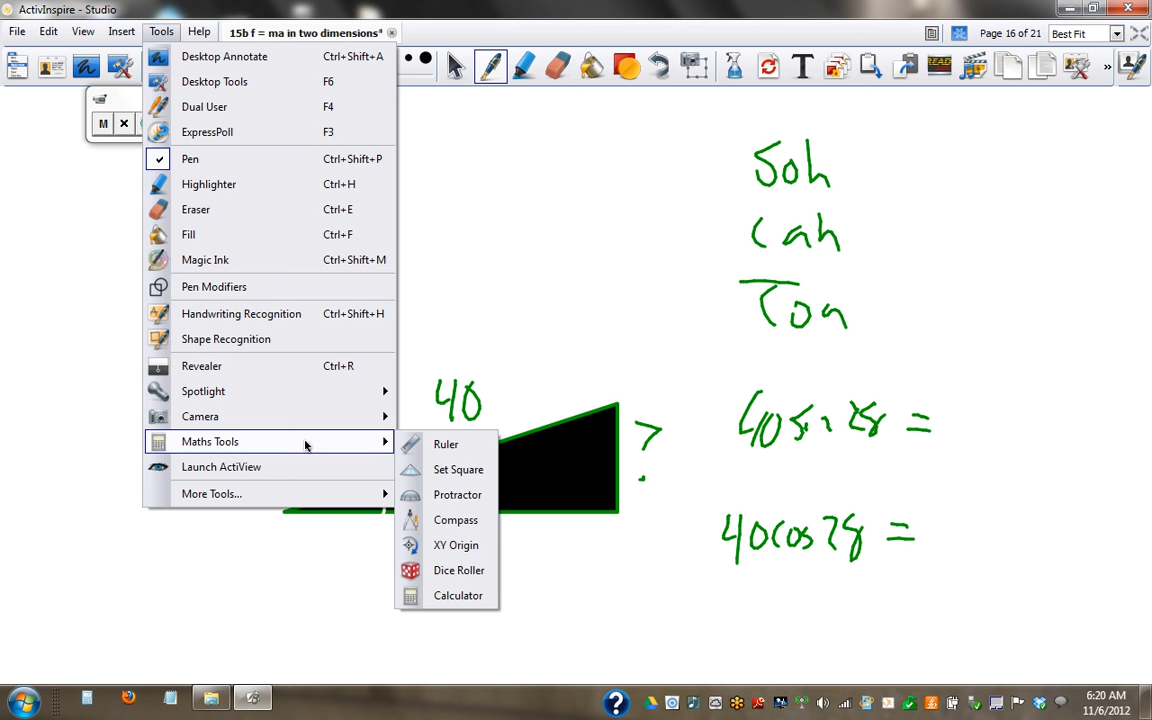 ActivInspire - Studio
File Edit View Insert Tools Help 15b f = ma in two dimensions* Page 16 of 21 Best Fit
Desktop Annotate Ctrl+Shift+A
Desktop Tools F6
Dual User F4
ExpressPoll F3
Pen Ctrl+Shift+P
Highlighter Ctrl+H
Eraser Ctrl+E
Fill Ctrl+F
Magic Ink Ctrl+Shift+M
Pen Modifiers
Handwriting Recognition Ctrl+Shift+H
Shape Recognition
Revealer Ctrl+R
Spotlight
Camera
Maths Tools
Launch ActiView
More Tools...
Ruler
Set Square
Protractor
Compass
XY Origin
Dice Roller
Calculator
M
Soh
Cah
Toa
40
?
40sin28 =
40cos28 =
6:20 AM
11/6/2012